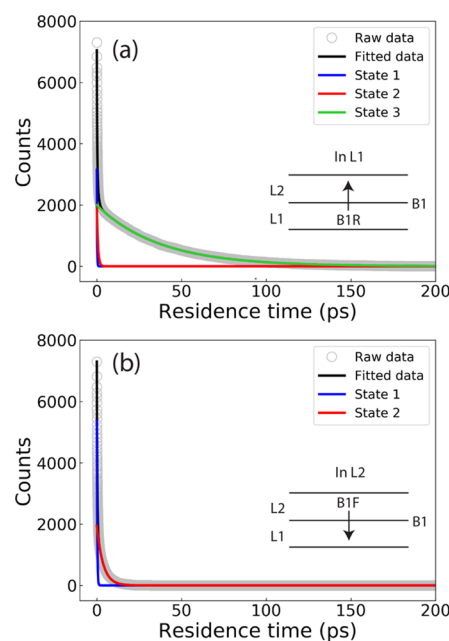 (a)
8000
6000
4000
2000
0
Counts
Raw data
Fitted data
State 1
State 2
State 3
In L1
L2
L1
B1R
B1
0 50 100 150 200
Residence time (ps)
(b)
8000
6000
4000
2000
0
Counts
Raw data
Fitted data
State 1
State 2
In L2
B1F
L2
L1
B1
0 50 100 150 200
Residence time (ps)